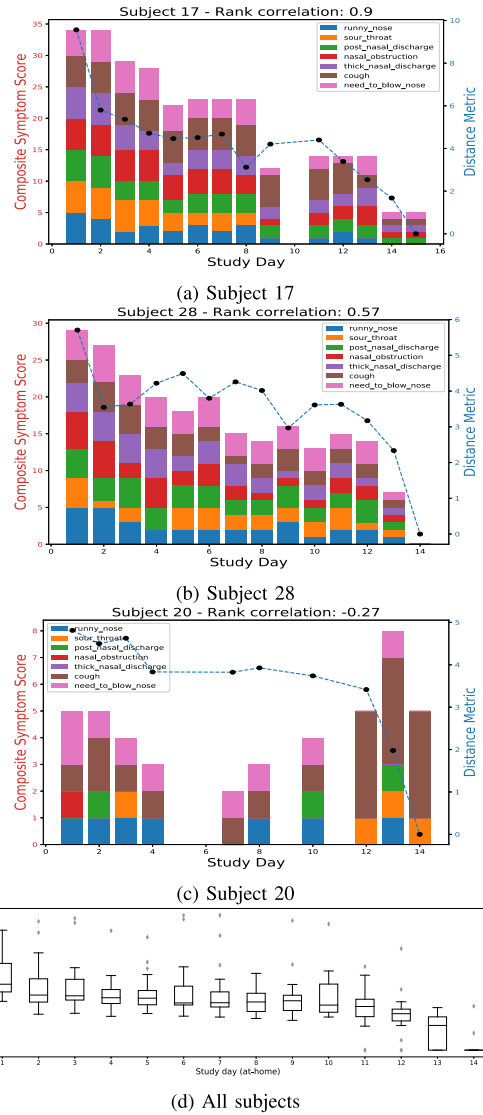 Subject 17 - Rank correlation: 0.9
35
30
25
20
15
10
5
0
Composite Symptom Score
runny_nose
sour_throat
post_nasal_discharge
nasal_obstruction
thick_nasal_discharge
cough
need_to_blow_nose
10
8
6
4
2
0
Distance Metric
0 2 4 6 8 10 12 14 16
Study Day
(a) Subject 17
Subject 28 - Rank correlation: 0.57
30
25
20
15
10
5
0
Composite Symptom Score
runny_nose
sour_throat
post_nasal_discharge
nasal_obstruction
thick_nasal_discharge
cough
need_to_blow_nose
6
5
4
3
2
1
0
Distance Metric
0 2 4 6 8 10 12 14
Study Day
(b) Subject 28
Subject 20 - Rank correlation: -0.27
8
7
6
5
4
3
2
1
0
Composite Symptom Score
runny_nose
sour_throat
post_nasal_discharge
nasal_obstruction
thick_nasal_discharge
cough
need_to_blow_nose
5
4
3
2
1
0
Distance Metric
0 2 4 6 8 10 12 14
Study Day
(c) Subject 20
1 2 3 4 5 6 7 8 9 10 11 12 13 14
Study day (at-home)
(d) All subjects